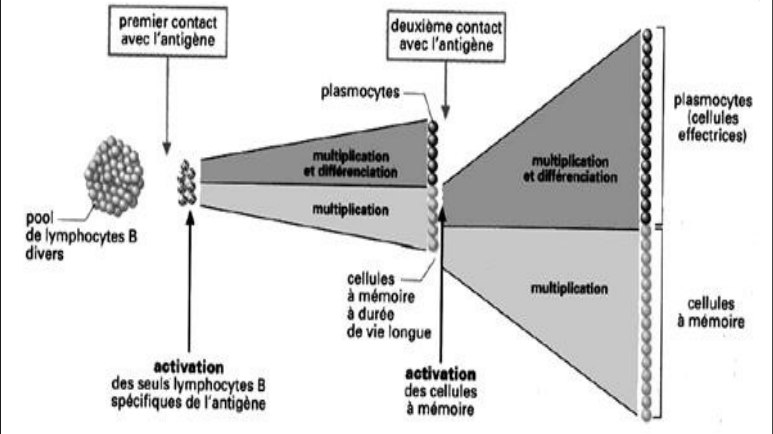 premier contact
avec l'antigène
deuxième contact
avec l'antigène
plasmocytes
plasmocytes
(cellules
effectrices)
multiplication
et différenciation
multiplication
et différenciation
multiplication
multiplication
pool
de lymphocytes B
divers
cellules
à mémoire
à durée
de vie longue
cellules
à mémoire
activation
des seuls lymphocytes B
spécifiques de l'antigène
activation
des cellules
à mémoire